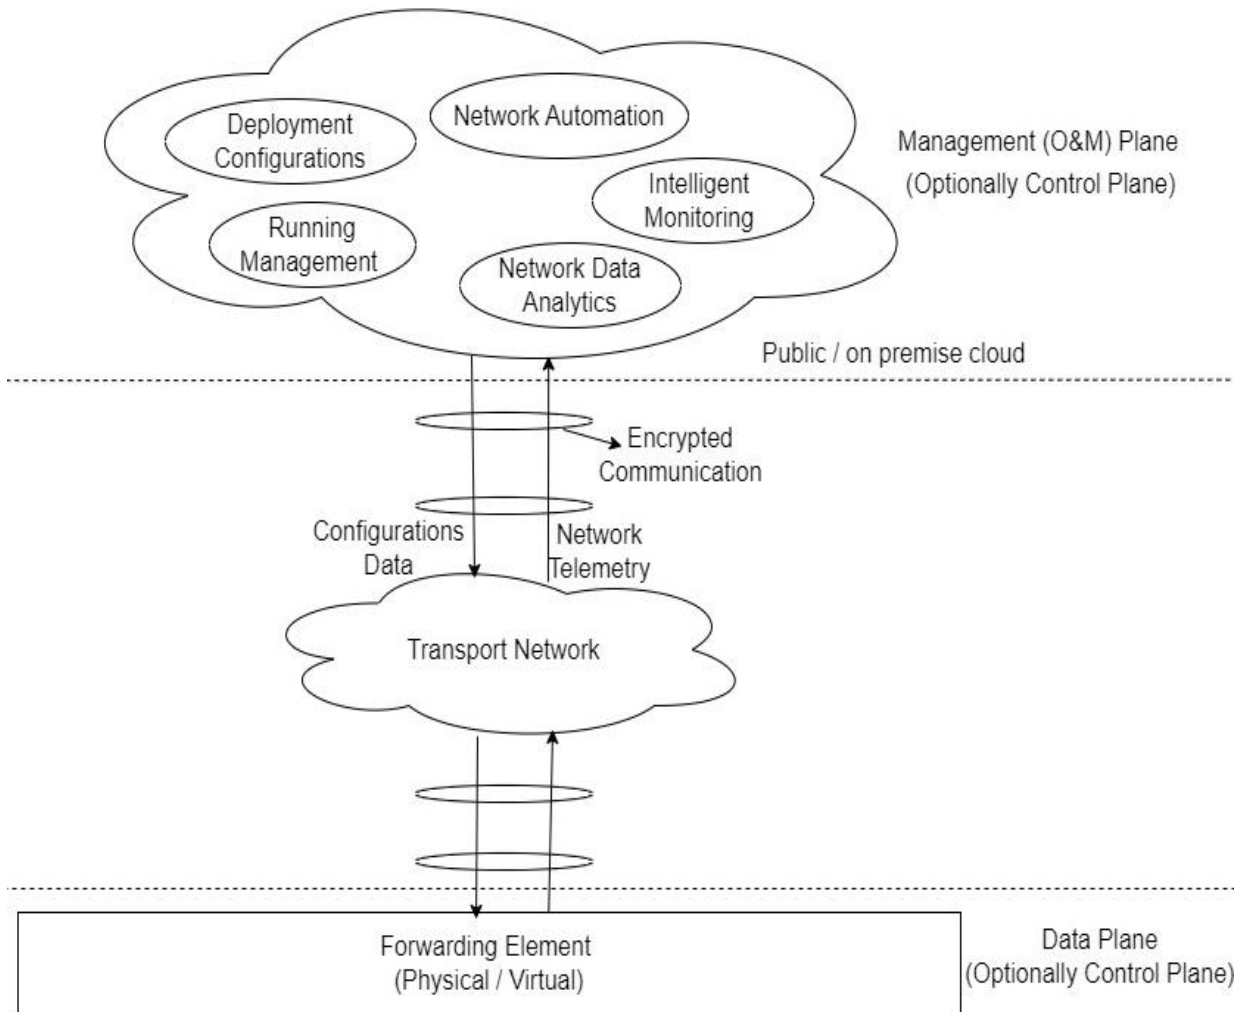 Network Automation
Deployment
Configurations
Management (O&M) Plane
(Optionally Control Plane)
Intelligent
Monitoring
Running
Management
Network Data
Analytics
Public / on premise cloud
Encrypted
Communication
Configurations
Data
Network
Telemetry
Transport Network
Forwarding Element
(Physical / Virtual)
Data Plane
(Optionally Control Plane)